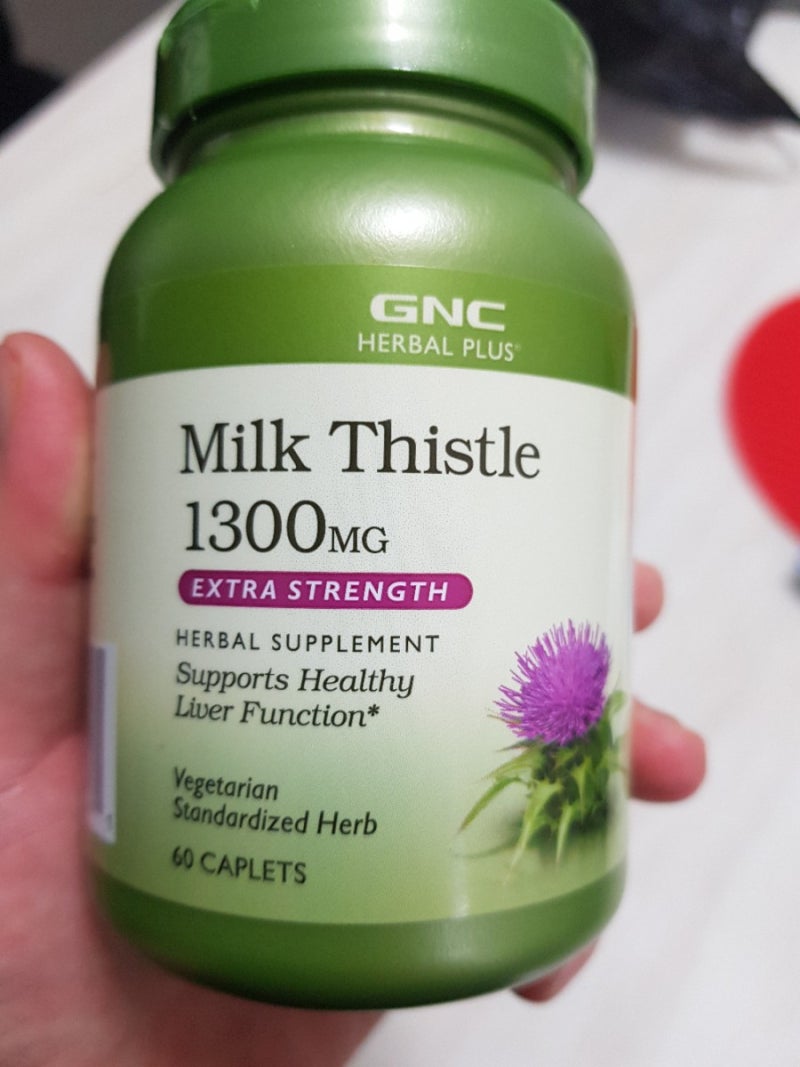 GNC
HERBAL PLUS®
Milk Thistle
1300MG
EXTRA STRENGTH
HERBAL SUPPLEMENT
Supports Healthy
Liver Function*
Vegetarian
Standardized Herb
60 CAPLETS